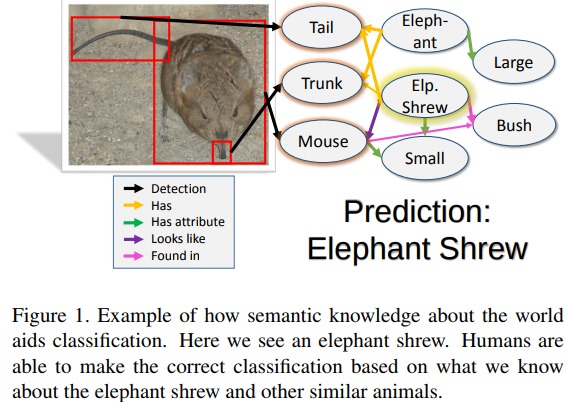 Tail
Eleph-
ant
Large
Trunk
Elp.
Shrew
Bush
Mouse
Small
Detection
Has
Has attribute
Looks like
Found in
Prediction:
Elephant Shrew
Figure 1. Example of how semantic knowledge about the world
aids classification. Here we see an elephant shrew. Humans are
able to make the correct classification based on what we know
about the elephant shrew and other similar animals.